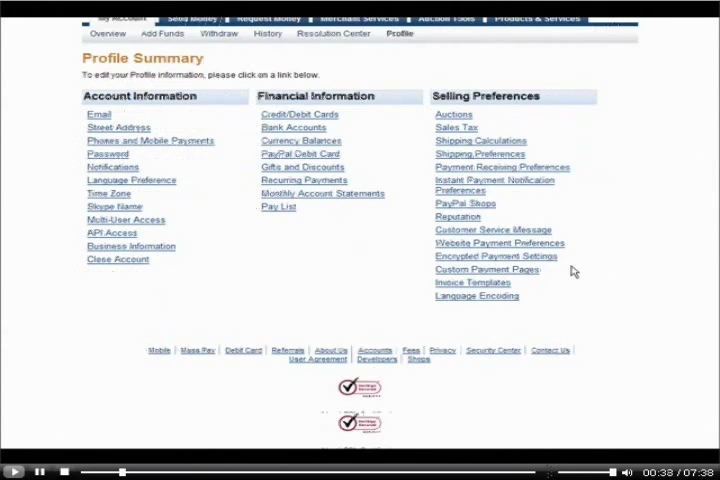 My Account Send Money Request Money Merchant Services Auction Tools Products & Services
Overview Add Funds Withdraw History Resolution Center Profile
Profile Summary
To edit your Profile information, please click on a link below.
Account Information
Email
Street Address
Phones and Mobile Payments
Password
Notifications
Language Preference
Time Zone
Skype Name
Multi-User Access
API Access
Business Information
Close Account
Financial Information
Credit/Debit Cards
Bank Accounts
Currency Balances
PayPal Debit Card
Gifts and Discounts
Recurring Payments
Monthly Account Statements
Pay List
Selling Preferences
Auctions
Sales Tax
Shipping Calculations
Shipping Preferences
Payment Receiving Preferences
Instant Payment Notification
Preferences
PayPal Shops
Reputation
Customer Service Message
Website Payment Preferences
Encrypted Payment Settings
Custom Payment Pages
Invoice Templates
Language Encoding
Mobile | Mass Pay | Debit Card | Referrals | About Us | Accounts | Fees | Privacy | Security Center | Contact Us |
User Agreement | Developers | Shops
00:38 / 07:38